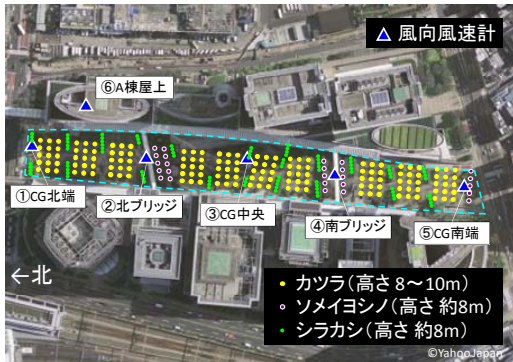 ▲ 風向風速計
⑥A棟屋上
①CG北端
②北ブリッジ
③CG中央
④南ブリッジ
⑤CG南端
←北
カツラ(高さ 8～10m)
ソメイヨシノ(高さ 約8m)
シラカシ(高さ 約8m)
©YahooJapan